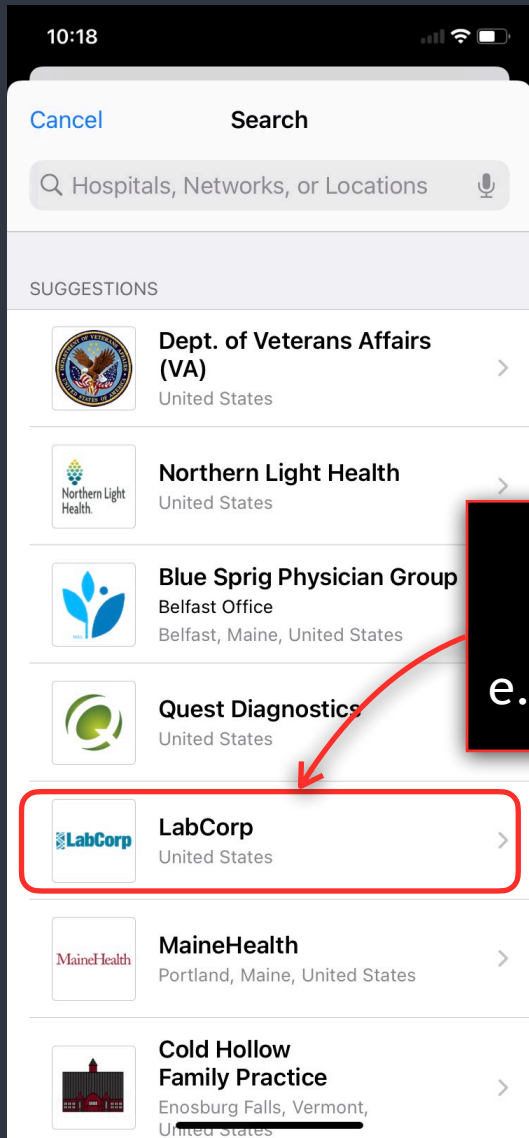 10:18
Cancel
Search
Hospitals, Networks, or Locations
SUGGESTIONS
Dept. of Veterans Affairs
(VA)
United States
Northern Light
Health.
Northern Light Health
United States
Blue Sprig Physician Group
Belfast Office
Belfast, Maine, United States
Quest Diagnostics
United States
e.
LabCorp
LabCorp
United States
MaineHealth
MaineHealth
Portland, Maine, United States
Cold Hollow
Family Practice
Enosburg Falls, Vermont,
United States